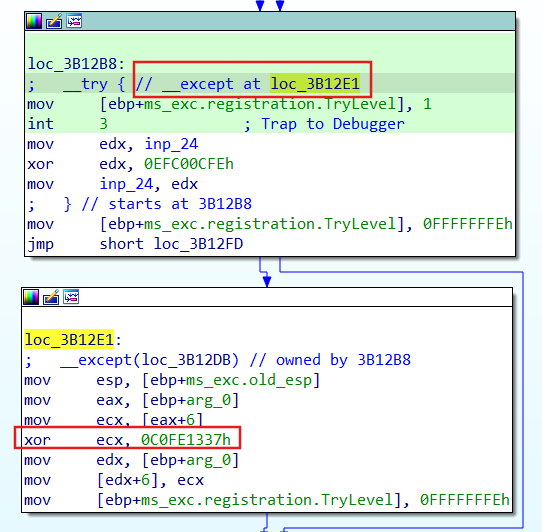 loc_3B12B8:
;   __try { // __except at loc_3B12E1
mov     [ebp+ms_exc.registration.TryLevel], 1
int     3               ; Trap to Debugger
mov     edx, inp_24
xor     edx, 0EFC00CFEh
mov     inp_24, edx
;   } // starts at 3B12B8
mov     [ebp+ms_exc.registration.TryLevel], 0FFFFFFFEh
jmp     short loc_3B12FD
loc_3B12E1:
;   __except(loc_3B12DB) // owned by 3B12B8
mov     esp, [ebp+ms_exc.old_esp]
mov     eax, [ebp+arg_0]
mov     ecx, [eax+6]
xor     ecx, 0C0FE1337h
mov     edx, [ebp+arg_0]
mov     [edx+6], ecx
mov     [ebp+ms_exc.registration.TryLevel], 0FFFFFFFEh